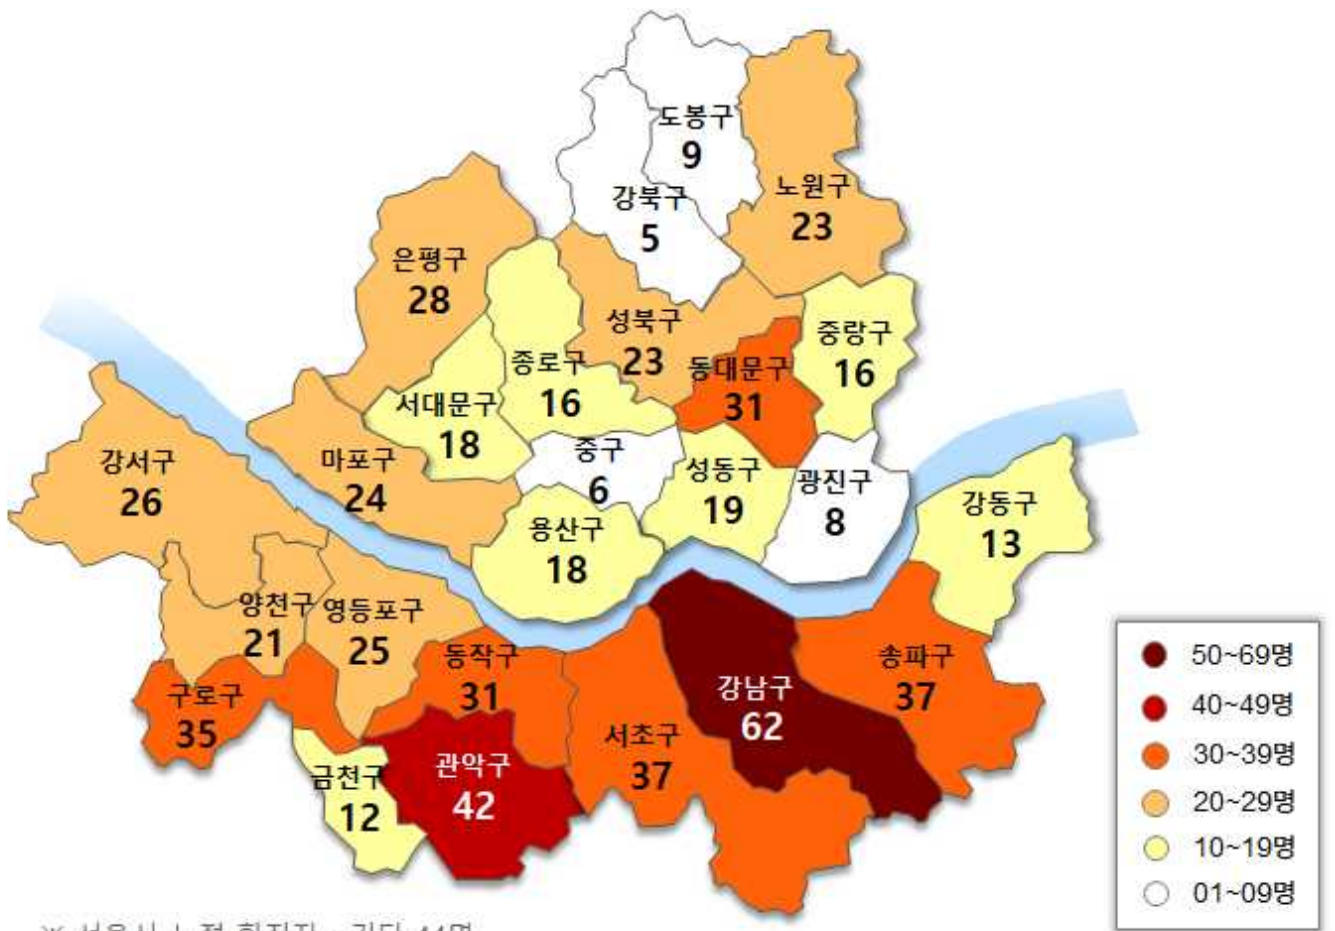 도봉구
9
강북구
5
노원구
23
은평구
28
성북구
23
중랑구
16
종로구
16
동대문구
31
서대문구
18
중구
6
강서구
26
마포구
24
성동구
19
광진구
8
강동구
13
용산구
18
양천구
21
영등포구
25
동작구
31
구로구
35
송파구
37
강남구
62
서초구
37
관악구
42
금천구
12
50~69명
40~49명
30~39명
20~29명
10~19명
01~09명